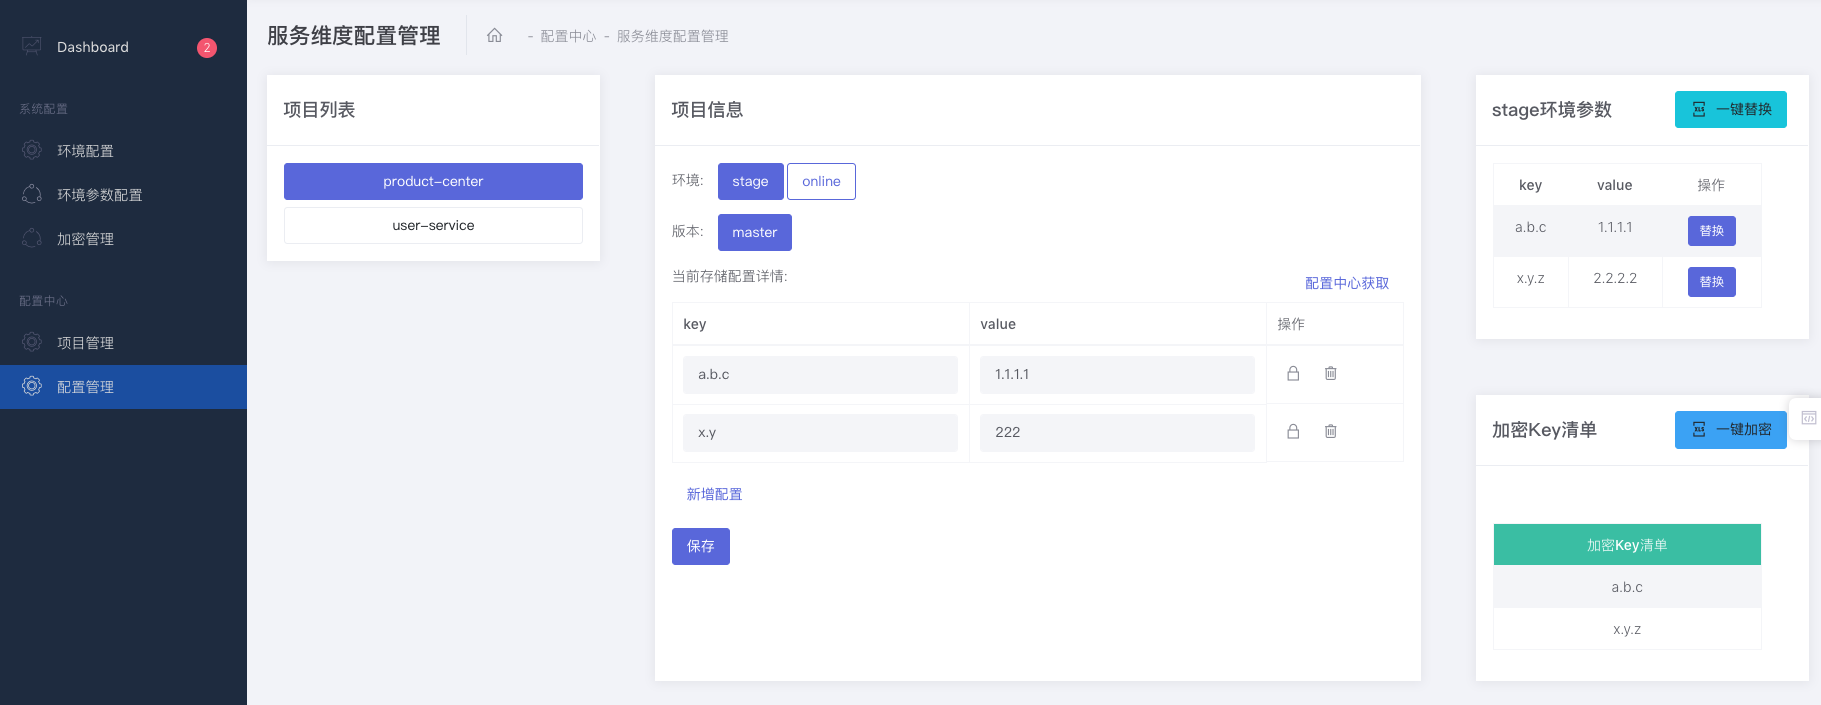 Dashboard
2
系统配置
环境配置
环境参数配置
加密管理
配置中心
项目管理
配置管理
服务维度配置管理
- 配置中心 - 服务维度配置管理
项目列表
product-center
user-service
项目信息
环境: stage online
版本: master
当前存储配置详情:
配置中心获取
key value 操作
a.b.c 1.1.1.1
x.y 222
新增配置
保存
stage环境参数
XLS 一键替换
key value 操作
a.b.c 1.1.1.1 替换
x.y.z 2.2.2.2 替换
加密Key清单
XLS 一键加密
加密Key清单
a.b.c
x.y.z